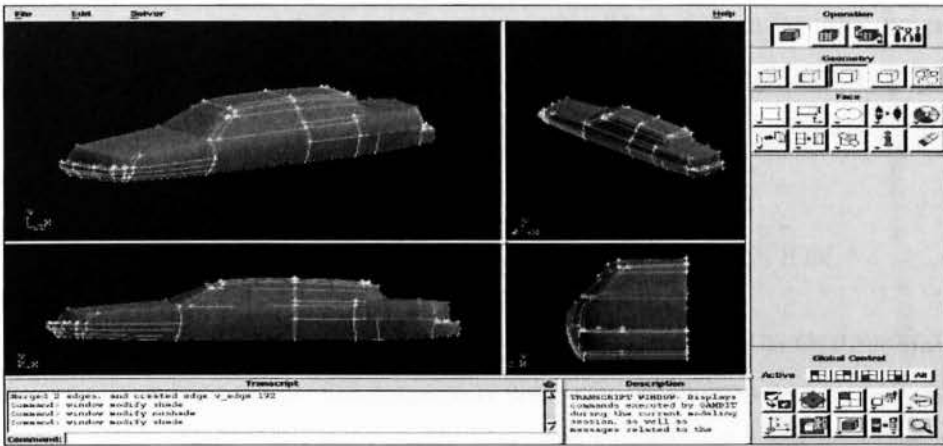 File Edit Solver Help
Operation
Geometry
Face
Global Control
Active All
Transcript
Merged 2 edges, and created edge v_edge 192
Command: window modify shade
Command: window modify noshade
Command: window modify shade
Command:
Description
TRANSCRIPT WINDOW- Displays
commands executed by GAMBIT
during the current modeling
session, as well as
messages related to the